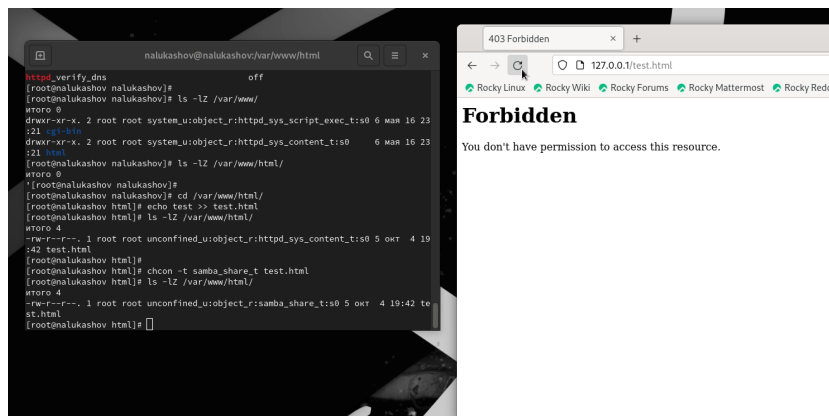 nalukashov@nalukashov:/var/www/html
httpd_verify_dns off
[root@nalukashov nalukashov]#
[root@nalukashov nalukashov]# ls -lZ /var/www/
итого 0
drwxr-xr-x. 2 root root system_u:object_r:httpd_sys_script_exec_t:s0 6 мая 16 23
:21 cgi-bin
drwxr-xr-x. 2 root root system_u:object_r:httpd_sys_content_t:s0 6 мая 16 23
:21 html
[root@nalukashov nalukashov]# ls -lZ /var/www/html/
итого 0
'[root@nalukashov nalukashov]#
[root@nalukashov nalukashov]# cd /var/www/html/
[root@nalukashov html]# echo test >> test.html
[root@nalukashov html]# ls -lZ /var/www/html/
итого 4
-rw-r--r--. 1 root root unconfined_u:object_r:httpd_sys_content_t:s0 5 окт 4 19
:42 test.html
[root@nalukashov html]#
[root@nalukashov html]# chcon -t samba_share_t test.html
[root@nalukashov html]# ls -lZ /var/www/html/
итого 4
-rw-r--r--. 1 root root unconfined_u:object_r:samba_share_t:s0 5 окт 4 19:42 te
st.html
[root@nalukashov html]#
403 Forbidden
127.0.0.1/test.html
Rocky Linux Rocky Wiki Rocky Forums Rocky Mattermost Rocky Redd
Forbidden
You don't have permission to access this resource.